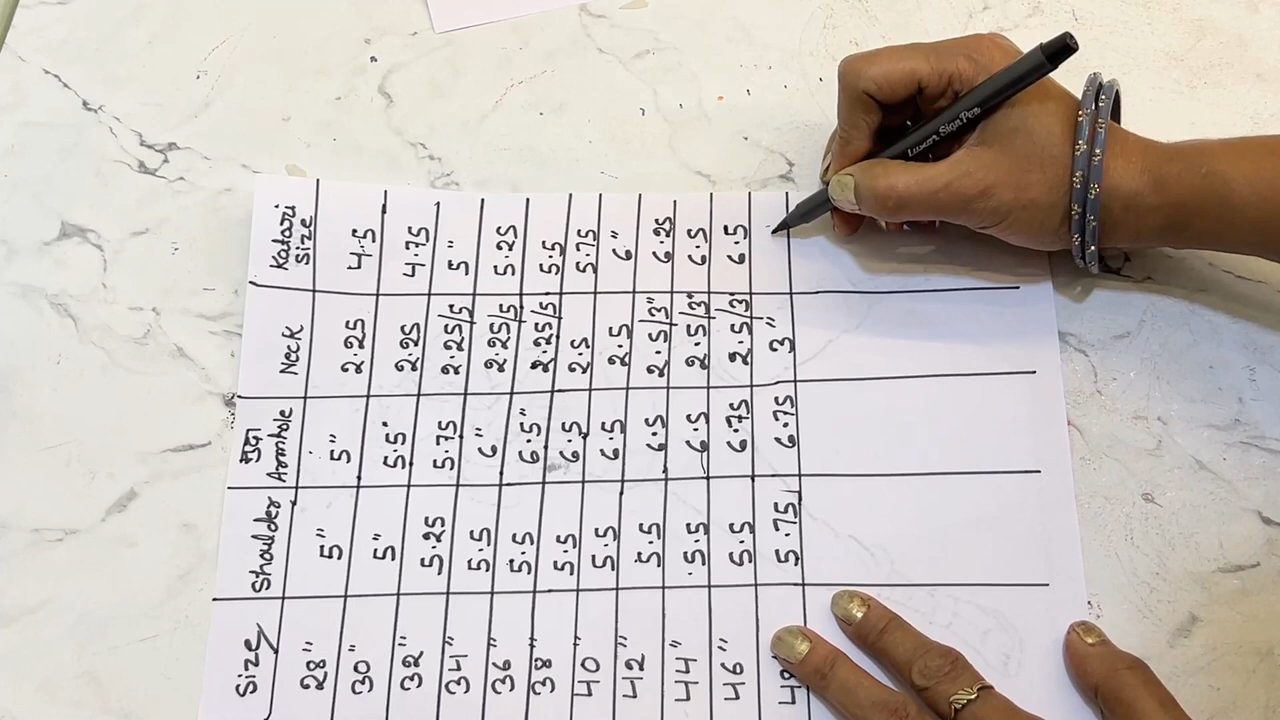 Size Shoulder Armhole Neck Katori size
28" 5" 5" 2.25 4.5
30" 5" 5.5" 2.25 4.75
32" 5.25 5.75 2.25/5 5"
34" 5.5 6" 2.25/5 5.25
36" 5.5 6.5" 2.25/5 5.5
38" 5.5 6.5 2.5 5.75
40" 5.5 6.5 2.5 6"
42" 5.5 6.5 2.5/3" 6.25
44" 5.5 6.5 2.5/3" 6.5
46" 5.5 6.75 2.5/3" 6.5
5.75 6.75 3"
Luxor Sign Pen